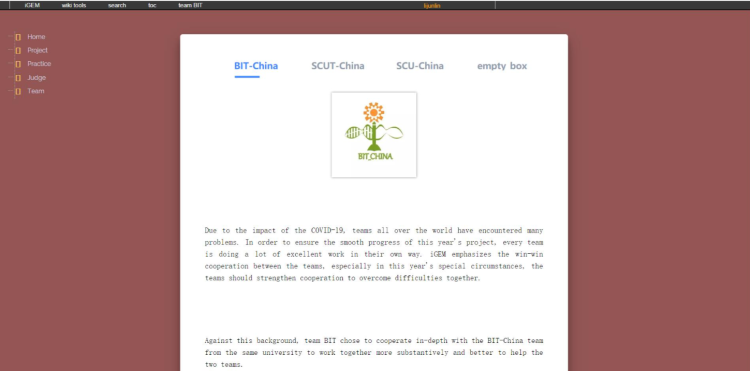 iGEM wiki tools search toc team BIT lijunlin
Home
Project
Practice
Judge
Team
BIT-China SCUT-China SCU-China empty box
BIT_CHINA
Due to the impact of the COVID-19, teams all over the world have encountered many
problems. In order to ensure the smooth progress of this year's project, every team
is doing a lot of excellent work in their own way. iGEM emphasizes the win-win
cooperation between the teams, especially in this year's special circumstances, the
teams should strengthen cooperation to overcome difficulties together.
Against this background, team BIT chose to cooperate in-depth with the BIT-China team
from the same university to work together more substantively and better to help the
two teams.